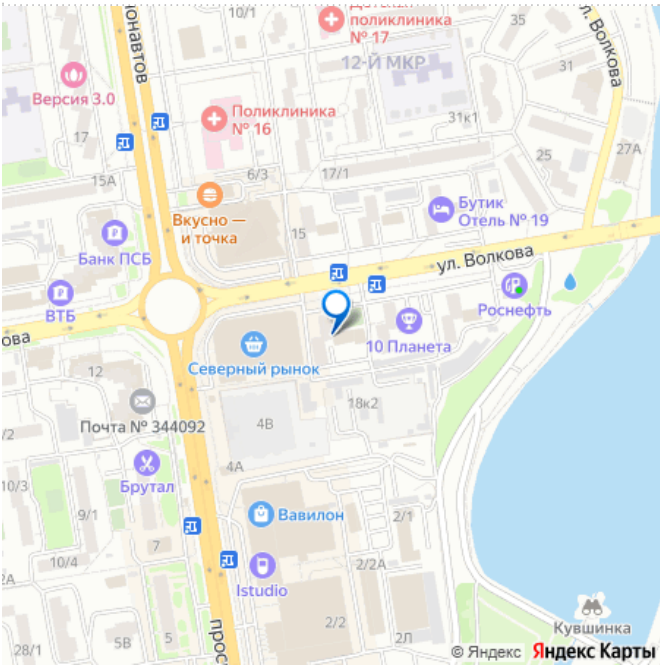 онавтов
10/1
Детская
поликлиника
№ 17
35
ул. Волкова
12-Й МКР
31
Версия 3.0
17
Поликлиника
№ 16
31к1
27А
25
15А
6/3
17/1
Вкусно —
и точка
15
Бутик
Отель № 19
Банк ПСБ
ул. Волкова
ВТБ
Роснефть
ова
10 Планета
Северный рынок
12
18к2
Почта № 344092
4В
/2
4А
Брутал
10/3
9/1
Вавилон
2/1
7
10/4
2/2А
2А
Istudio
Кувшинка
2/2
2Л
28/1
5В
5
прос
© Яндекс Яндекс Карты